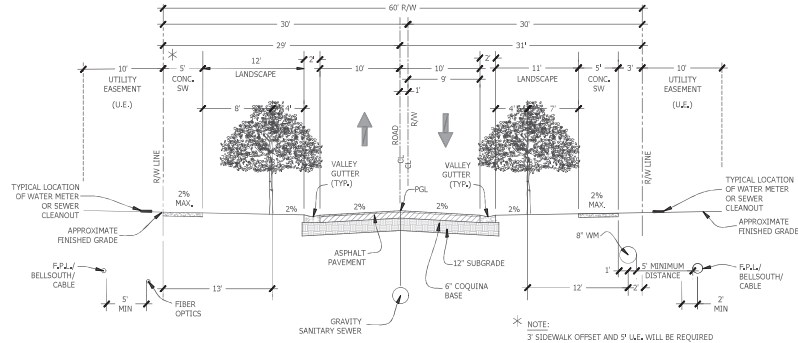 60' R/W
30'
30'
29'
31'
10'
5'
12'
2'
10'
10'
2'
11'
5'
3'
10'
UTILITY
EASEMENT
(U.E.)
CONC.
SW
LANDSCAPE
9'
LANDSCAPE
CONC.
SW
UTILITY
EASEMENT
(U.E.)
1'
8'
4'
4'
7'
ROAD
R/W
CL
CL
R/W LINE
R/W LINE
VALLEY
GUTTER
(TYP.)
VALLEY
GUTTER
(TYP.)
PGL
TYPICAL LOCATION
OF WATER METER
OR SEWER
CLEANOUT
2%
MAX.
2%
2%
2%
2%
2%
MAX.
TYPICAL LOCATION
OF WATER METER
OR SEWER
CLEANOUT
APPROXIMATE
FINISHED GRADE
APPROXIMATE
FINISHED GRADE
ASPHALT
PAVEMENT
12" SUBGRADE
6" COQUINA
BASE
8" WM
F.P.L./
BELLSOUTH/
CABLE
1'
5' MINIMUM
DISTANCE
F.P.L./
BELLSOUTH/
CABLE
5'
MIN
FIBER
OPTICS
13'
12'
2'
2'
MIN
GRAVITY
SANITARY SEWER
NOTE:
3' SIDEWALK OFFSET AND 5' U.E. WILL BE REQUIRED